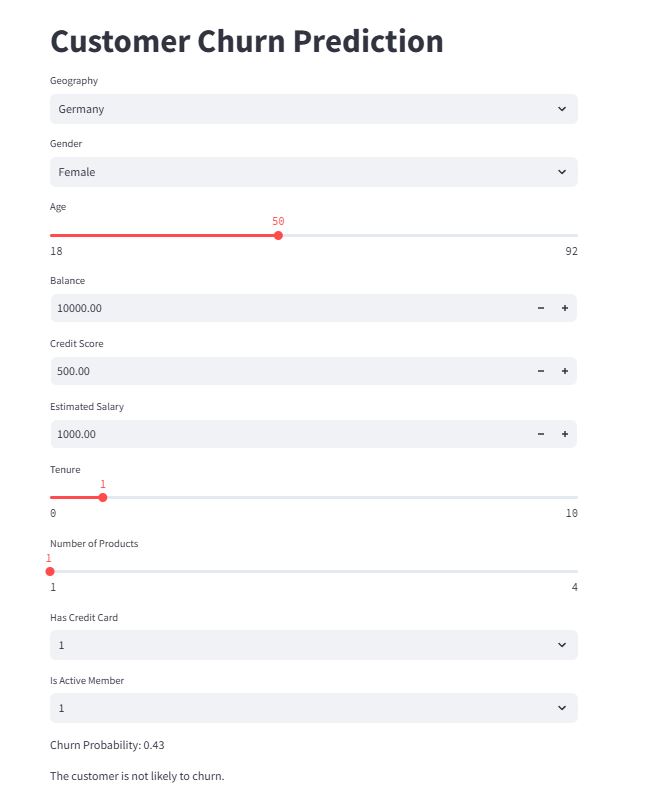 Customer Churn Prediction
Geography
Germany
Gender
Female
Age
50
18 92
Balance
10000.00
Credit Score
500.00
Estimated Salary
1000.00
Tenure
1
0 10
Number of Products
1
1 4
Has Credit Card
1
Is Active Member
1
Churn Probability: 0.43
The customer is not likely to churn.